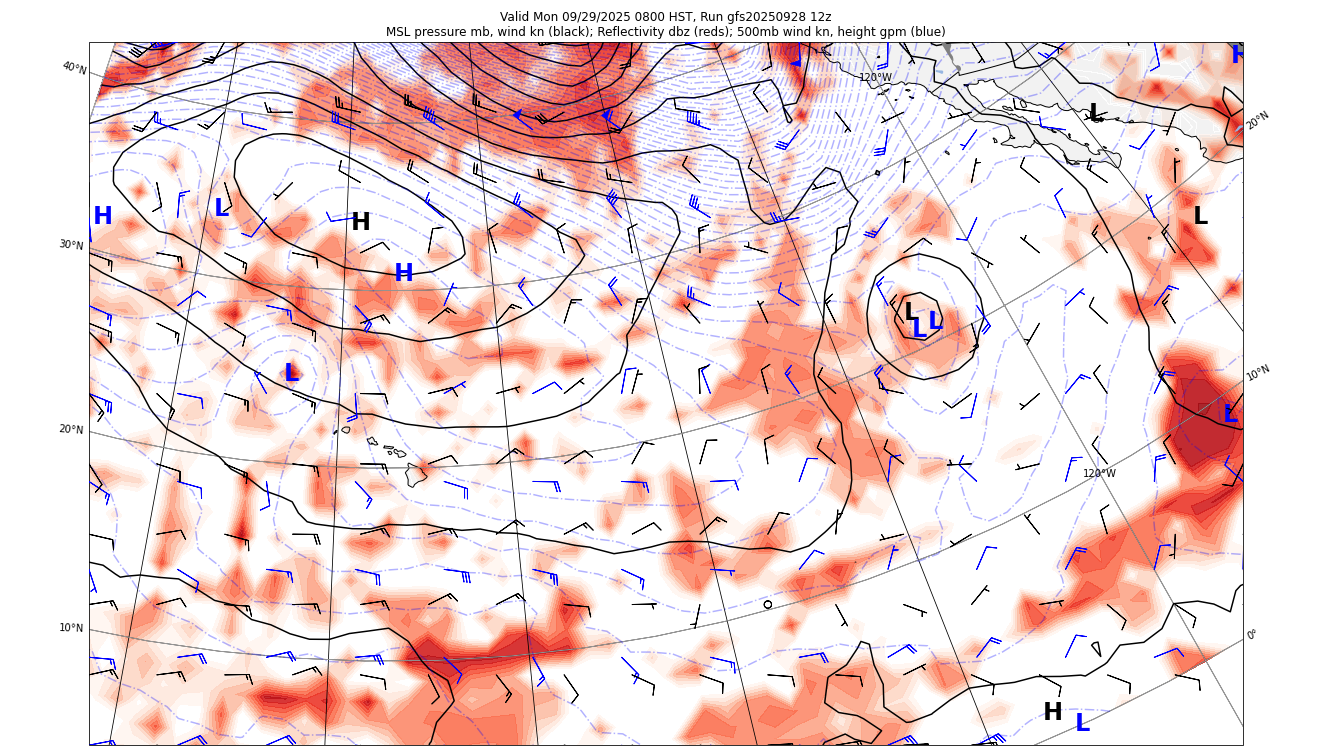 Valid Mon 09/29/2025 0800 HST, Run gfs20250928 12z
MSL pressure mb, wind kn (black); Reflectivity dbz (reds); 500mb wind kn, height gpm (blue)
40°N
120°W
H
L
20°N
H
L
H
L
30°N
H
L
L
L
L
L
10°N
L
20°N
120°W
10°N
0°
H
L